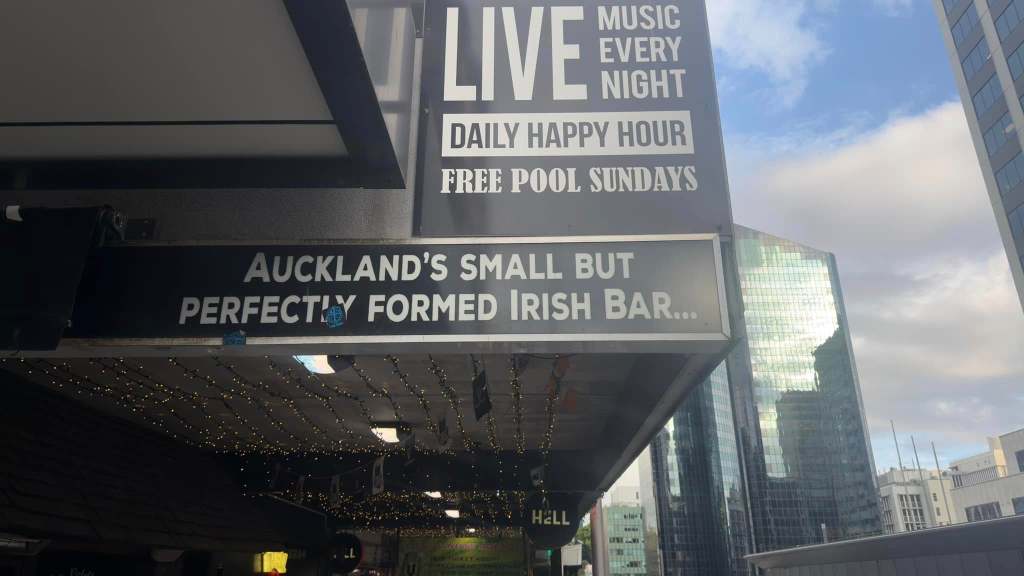 LIVE
MUSIC
EVERY
NIGHT
DAILY HAPPY HOUR
FREE POOL SUNDAYS
AUCKLAND'S SMALL BUT
PERFECTLY FORMED IRISH BAR...
HELL